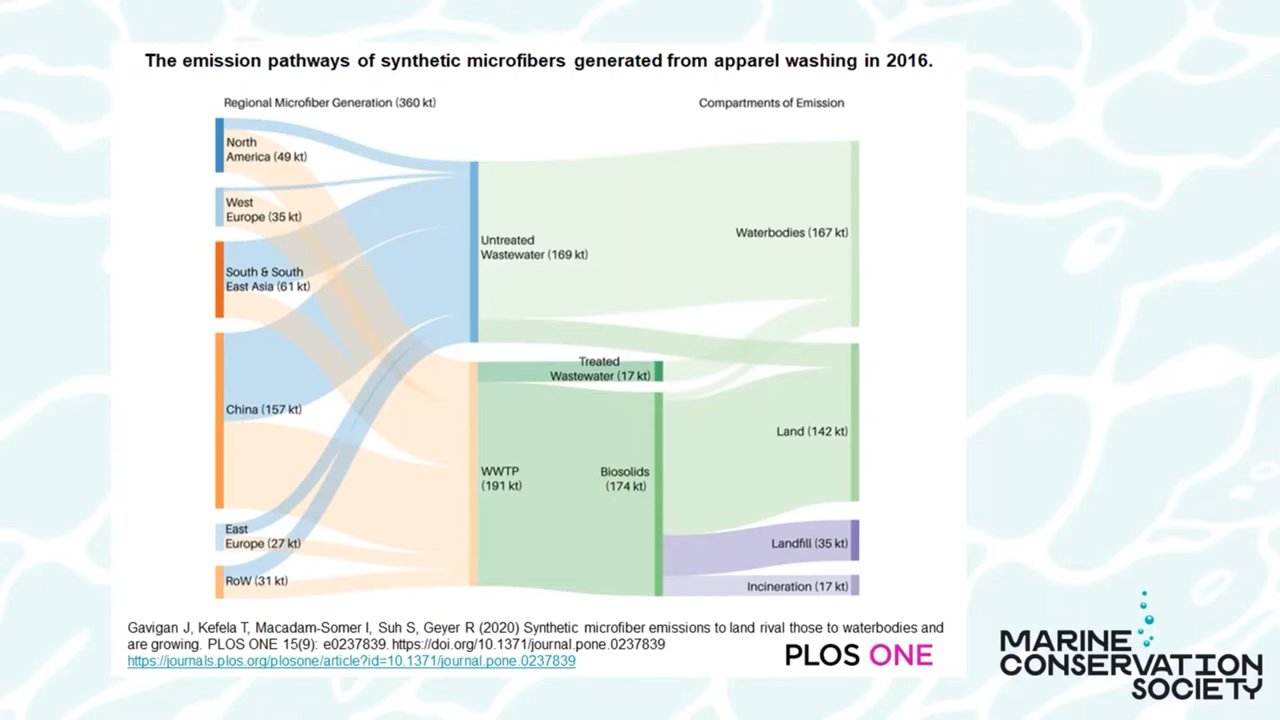 The emission pathways of synthetic microfibers generated from apparel washing in 2016.
Regional Microfiber Generation (360 kt)
Compartments of Emission
North
America (49 kt)
West
Europe (35 kt)
South & South
East Asia (61 kt)
China (157 kt)
East
Europe (27 kt)
RoW (31 kt)
Untreated
Wastewater (169 kt)
WWTP
(191 kt)
Treated
Wastewater (17 kt)
Biosolids
(174 kt)
Waterbodies (167 kt)
Land (142 kt)
Landfill (35 kt)
Incineration (17 kt)
Gavigan J, Kefela T, Macadam-Somer I, Suh S, Geyer R (2020) Synthetic microfiber emissions to land rival those to waterbodies and
are growing. PLOS ONE 15(9): e0237839. https://doi.org/10.1371/journal.pone.0237839
https://journals.plos.org/plosone/article?id=10.1371/journal.pone.0237839
PLOS ONE
MARINE
CONSERVATION
SOCIETY